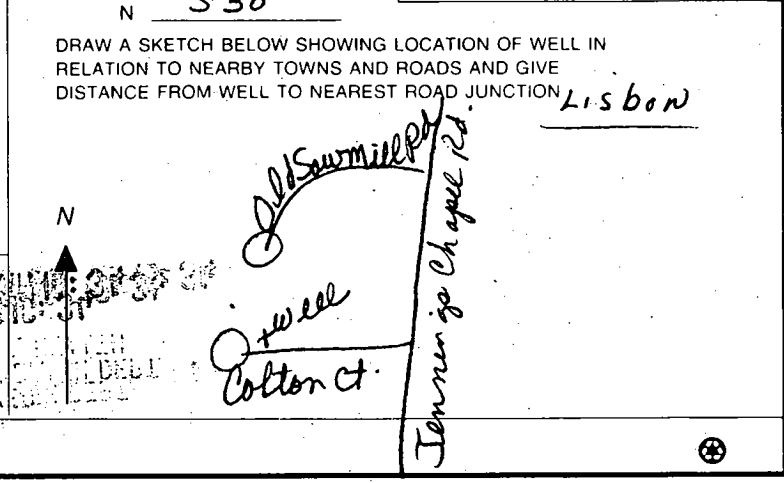 N 530
DRAW A SKETCH BELOW SHOWING LOCATION OF WELL IN
RELATION TO NEARBY TOWNS AND ROADS AND GIVE
DISTANCE FROM WELL TO NEAREST ROAD JUNCTION
Lisbon
Old Sawmill Rd
Jennings Chapel Rd.
N
+well
Colton Ct.